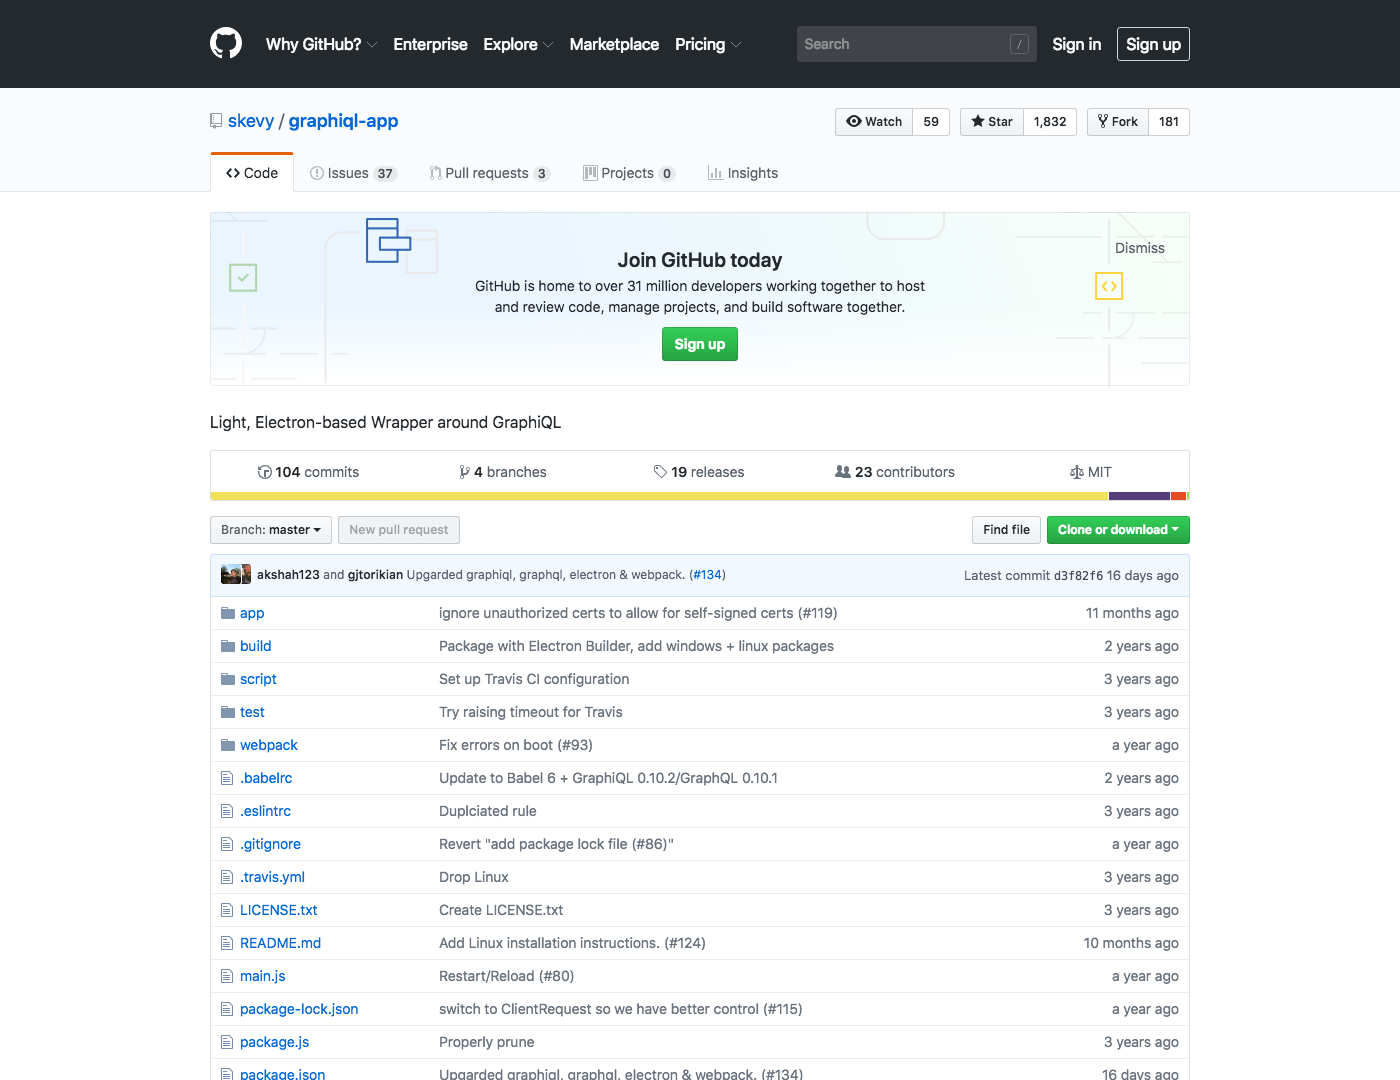 Why GitHub? Enterprise Explore Marketplace Pricing Search / Sign in Sign up
skevy / graphiql-app Watch 59 Star 1,832 Fork 181
Code Issues 37 Pull requests 3 Projects 0 Insights
Dismiss
Join GitHub today
GitHub is home to over 31 million developers working together to host
and review code, manage projects, and build software together.
Sign up
Light, Electron-based Wrapper around GraphiQL
104 commits 4 branches 19 releases 23 contributors MIT
Branch: master New pull request Find file Clone or download
akshah123 and gjtorikian Upgarded graphiql, graphql, electron & webpack. (#134) Latest commit d3f82f6 16 days ago
app ignore unauthorized certs to allow for self-signed certs (#119) 11 months ago
build Package with Electron Builder, add windows + linux packages 2 years ago
script Set up Travis CI configuration 3 years ago
test Try raising timeout for Travis 3 years ago
webpack Fix errors on boot (#93) a year ago
.babelrc Update to Babel 6 + GraphiQL 0.10.2/GraphQL 0.10.1 2 years ago
.eslintrc Duplciated rule 3 years ago
.gitignore Revert "add package lock file (#86)" a year ago
.travis.yml Drop Linux 3 years ago
LICENSE.txt Create LICENSE.txt 3 years ago
README.md Add Linux installation instructions. (#124) 10 months ago
main.js Restart/Reload (#80) a year ago
package-lock.json switch to ClientRequest so we have better control (#115) a year ago
package.js Properly prune 3 years ago
package.json Upgarded graphiql, graphql, electron & webpack. (#134) 16 days ago